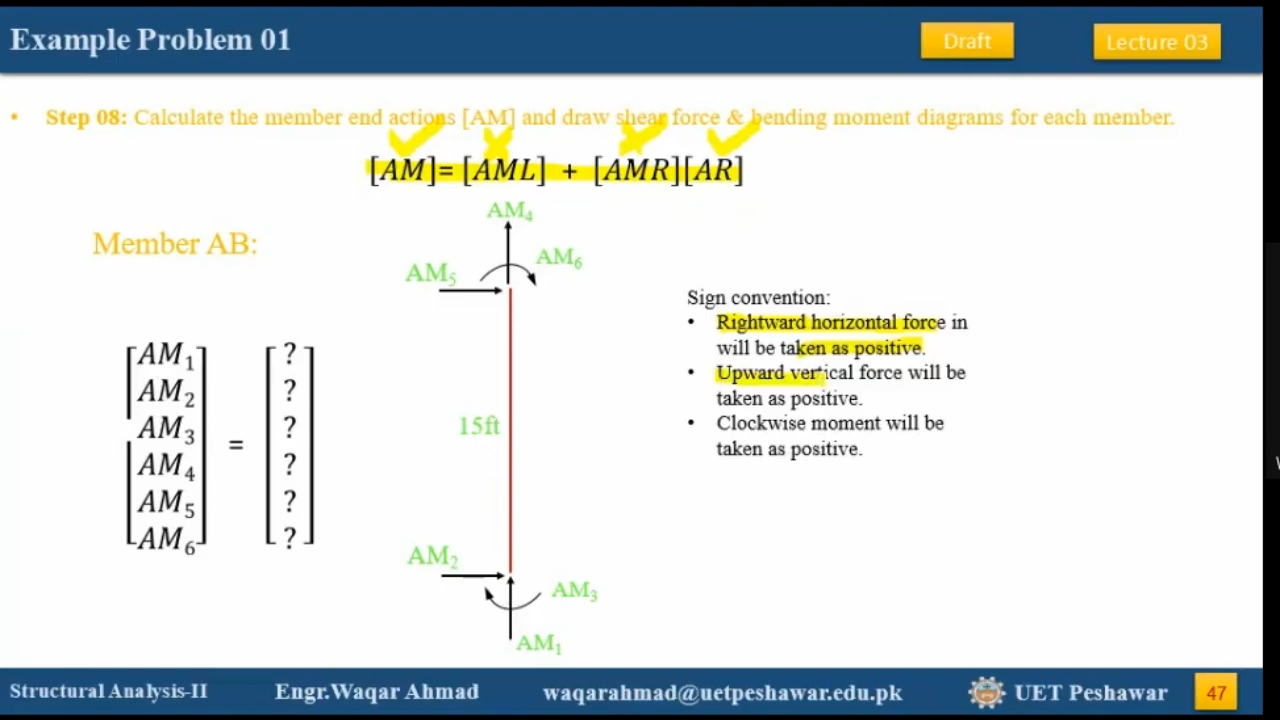 Example Problem 01
Draft
Lecture 03
• Step 08: Calculate the member end actions [AM] and draw shear force & bending moment diagrams for each member.
[AM]= [AML] + [AMR][AR]
Member AB:
AM₄
AM₅
AM₆
15ft
AM₂
AM₃
AM₁
AM₁
AM₂
AM₃
AM₄
AM₅
AM₆
=
?
?
?
?
?
?
Sign convention:
• Rightward horizontal force in
will be taken as positive.
• Upward vertical force will be
taken as positive.
• Clockwise moment will be
taken as positive.
Structural Analysis-II
Engr.Waqar Ahmad
waqarahmad@uetpeshawar.edu.pk
UET Peshawar
47